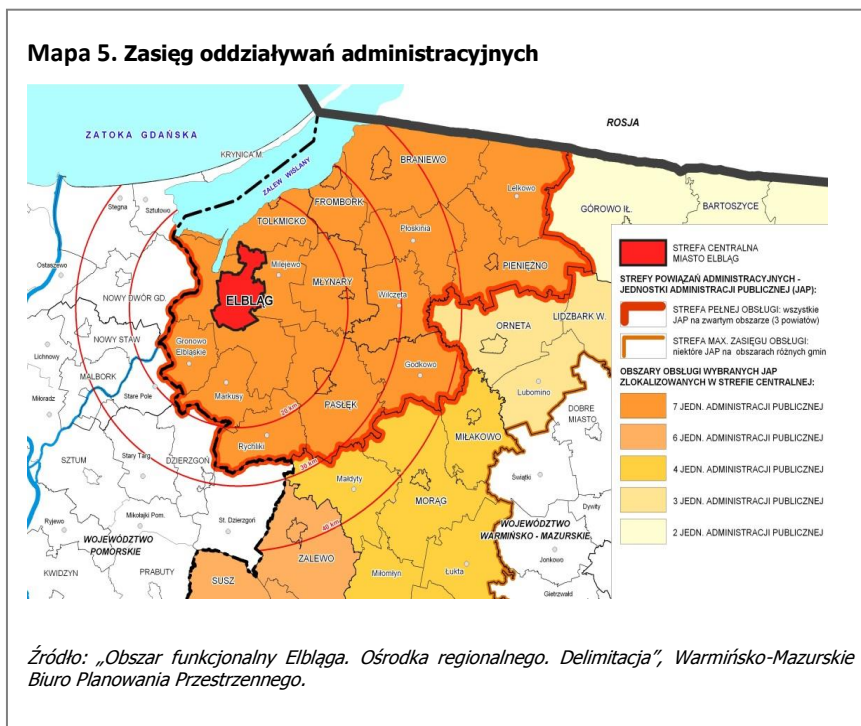 Mapa 5. Zasięg oddziaływań administracyjnych
ROSJA
ZATOKA GDAŃSKA
KRYNICA M.
ZALEW WIŚLANY
BRANIEWO
Lelkowo
FROMBORK
Stegna
Sztutowo
TOLKMICKO
Płoskinia
GÓROWO IŁ.
BARTOSZYCE
Ostaszewo
Milejewo
PIENIĘŻNO
NOWY DWÓR GD.
ELBLĄG
MŁYNARY
Wilczęta
ORNETA
LIDZBARK W.
NOWY STAW
Lichnowy
Gronowo
Elbląskie
Godkowo
MALBORK
Miłoradz
Stare Pole
Markusy
PASŁĘK
Lubomino
20 km
DOBRE
MIASTO
Rychliki
MIŁAKOWO
SZTUM
Stary Targ
DZIERZGOŃ
30 km
Małdyty
Świątki
MORĄG
Ryjewo
Mikołajki Pom.
St. Dzierzgoń
40 km
Dywity
WOJEWÓDZTWO
POMORSKIE
WOJEWÓDZTWO
WARMIŃSKO - MAZURSKIE
ZALEWO
Jonkowo
KWIDZYN
PRABUTY
SUSZ
Miłomłyn
Łukta
Gietrzwałd
STREFA CENTRALNA
MIASTO ELBLĄG
STREFY POWIĄZAŃ ADMINISTRACYJNYCH -
JEDNOSTKI ADMINISTRACJI PUBLICZNEJ (JAP):
STREFA PEŁNEJ OBSŁUGI: wszystkie
JAP na zwartym obszarze (3 powiatów)
STREFA MAX. ZASIĘGU OBSŁUGI:
niektóre JAP na obszarach różnych gmin
OBSZARY OBSŁUGI WYBRANYCH JAP
ZLOKALIZOWANYCH W STREFIE CENTRALNEJ:
7 JEDN. ADMINISTRACJI PUBLICZNEJ
6 JEDN. ADMINISTRACJI PUBLICZNEJ
4 JEDN. ADMINISTRACJI PUBLICZNEJ
3 JEDN. ADMINISTRACJI PUBLICZNEJ
2 JEDN. ADMINISTRACJI PUBLICZNEJ
Źródło: „Obszar funkcjonalny Elbląga. Ośrodka regionalnego. Delimitacja”, Warmińsko-Mazurskie
Biuro Planowania Przestrzennego.